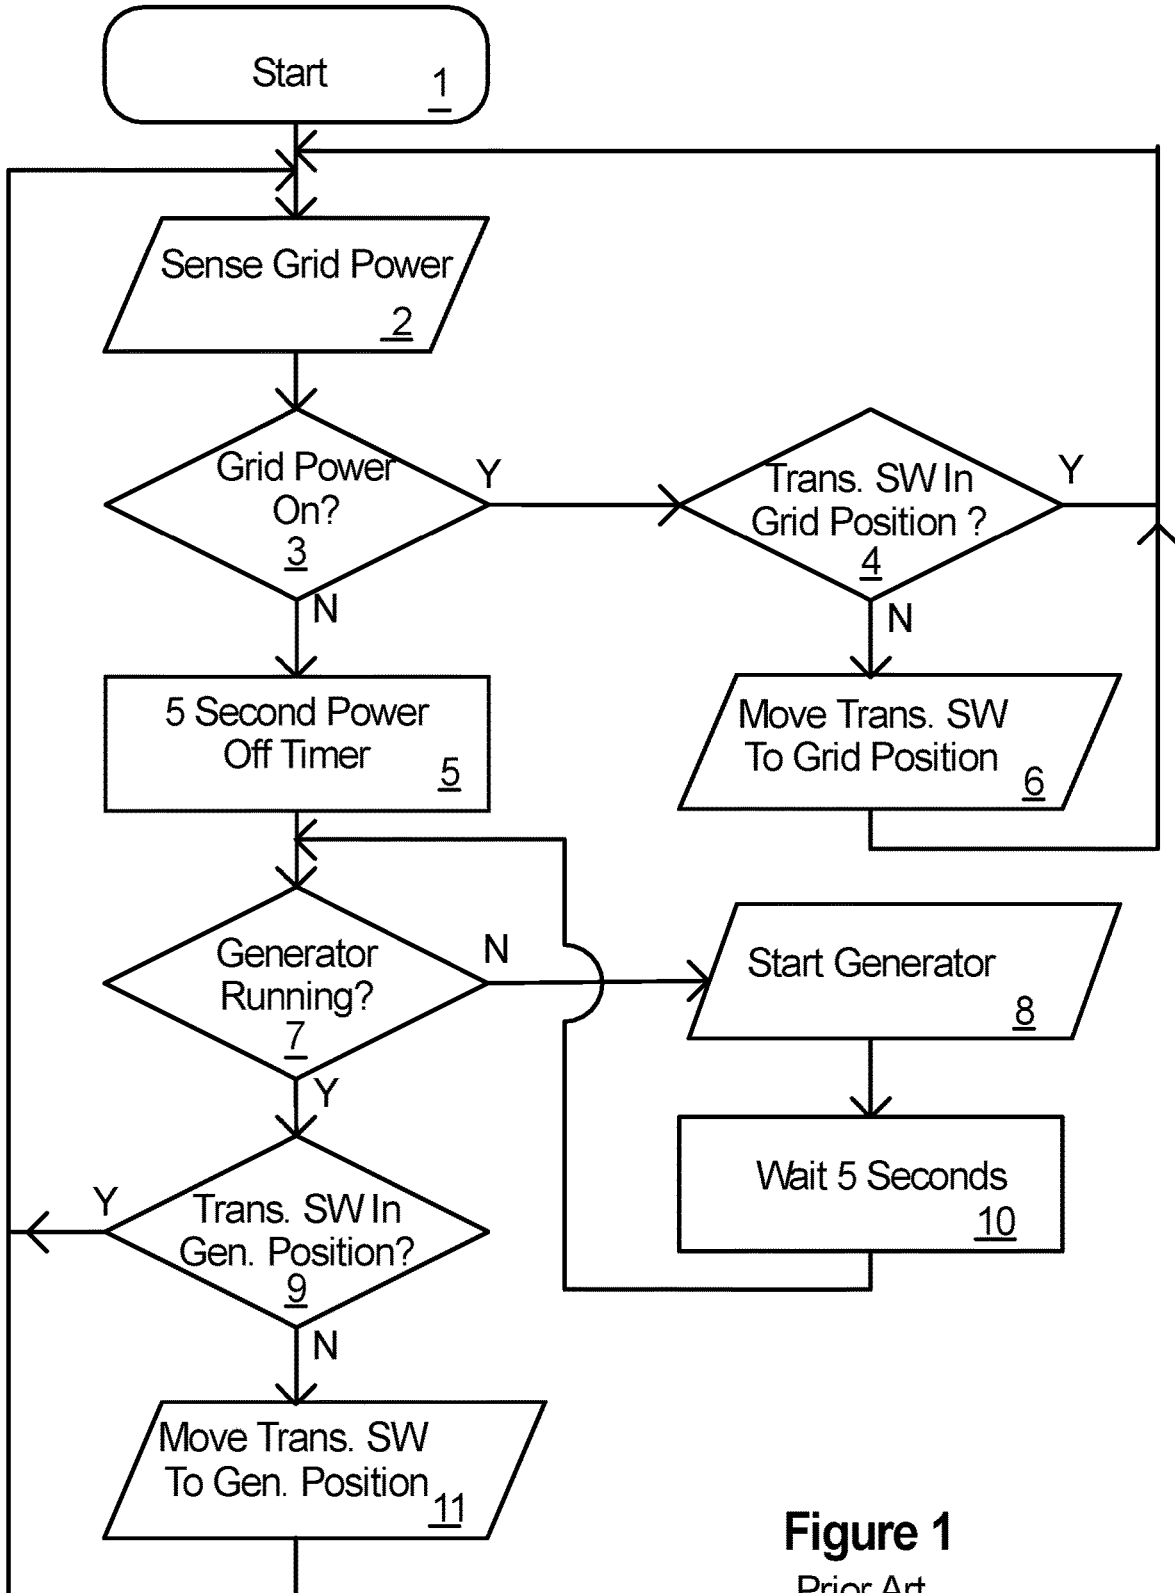 Start
1
Sense Grid Power
2
Grid Power
On?
3
Y
N
Trans. SW In
Grid Position ?
4
Y
N
5 Second Power
Off Timer
5
Move Trans. SW
To Grid Position
6
Generator
Running?
7
N
Y
Start Generator
8
Wait 5 Seconds
10
Trans. SW In
Gen. Position?
9
Y
N
Move Trans. SW
To Gen. Position
11
Figure 1
Prior Art